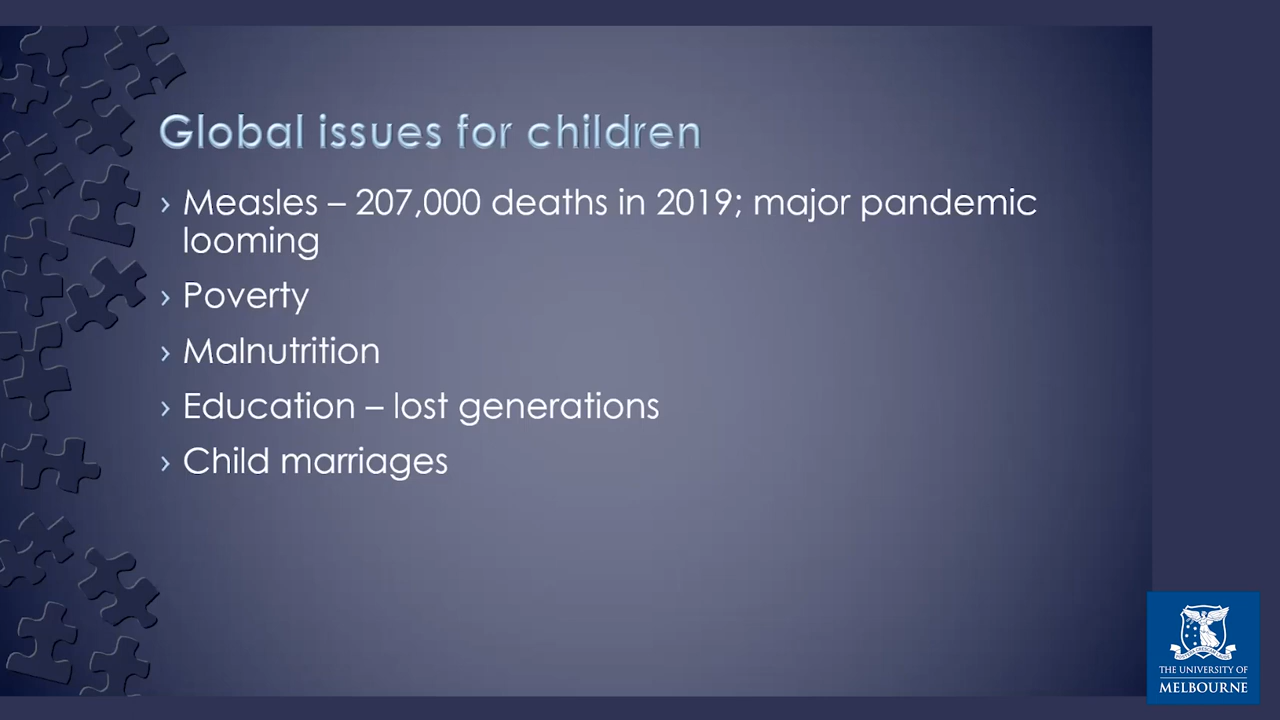 Global issues for children
› Measles – 207,000 deaths in 2019; major pandemic
looming
› Poverty
› Malnutrition
› Education – lost generations
› Child marriages
THE UNIVERSITY OF
MELBOURNE